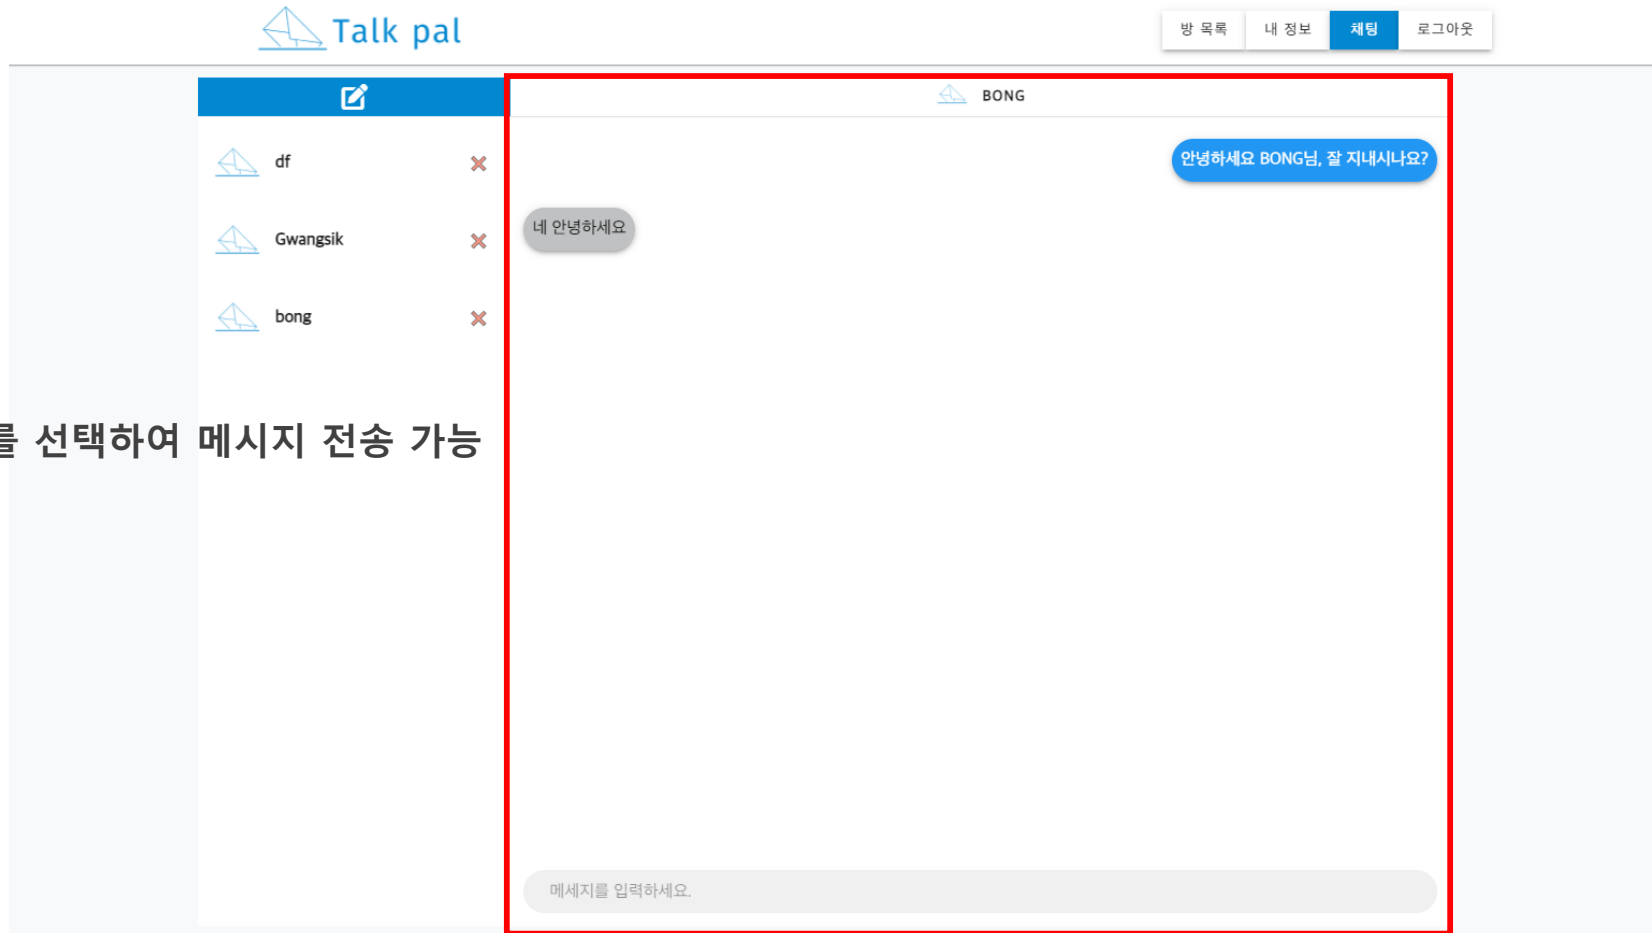 Talk pal
방 목록
내 정보
채팅
로그아웃
BONG
df
Gwangsik
bong
안녕하세요 BONG님, 잘 지내시나요?
네 안녕하세요
를 선택하여 메시지 전송 가능
메세지를 입력하세요.